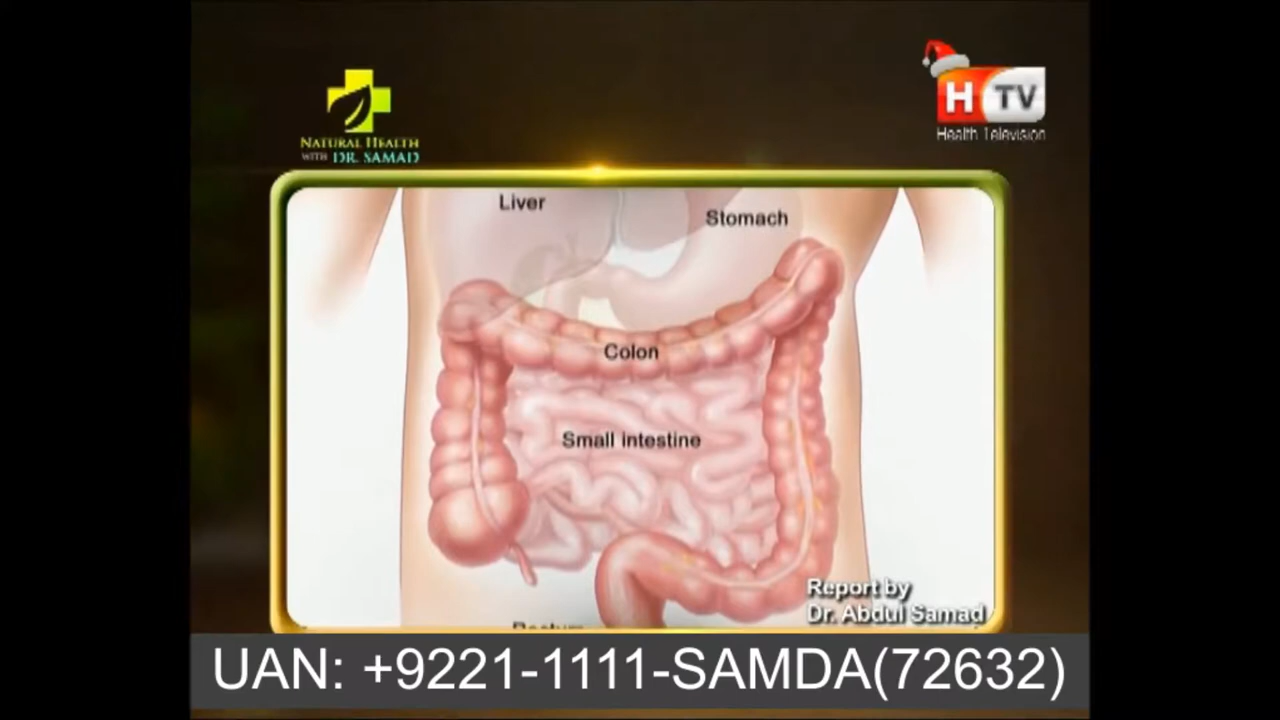 H TV
Health Television
NATURAL HEALTH
WITH DR. SAMAD
Liver
Stomach
Colon
Small intestine
Report by
Dr. Abdul Samad
Rectum
UAN: +9221-1111-SAMDA(72632)